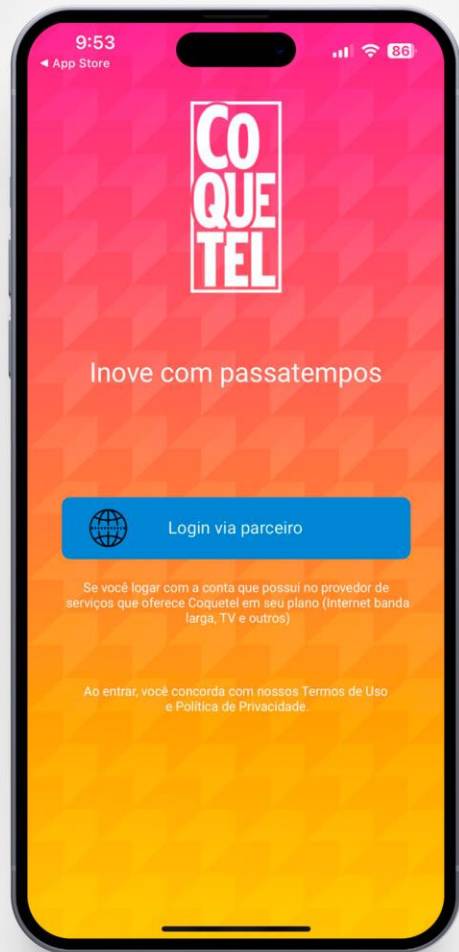 9:53
86
◀ App Store
CO
QUE
TEL
Inove com passatempos
Login via parceiro
Se você logar com a conta que possui no provedor de
serviços que oferece Coquetel em seu plano (Internet banda
larga, TV e outros)
Ao entrar, você concorda com nossos Termos de Uso
e Política de Privacidade.